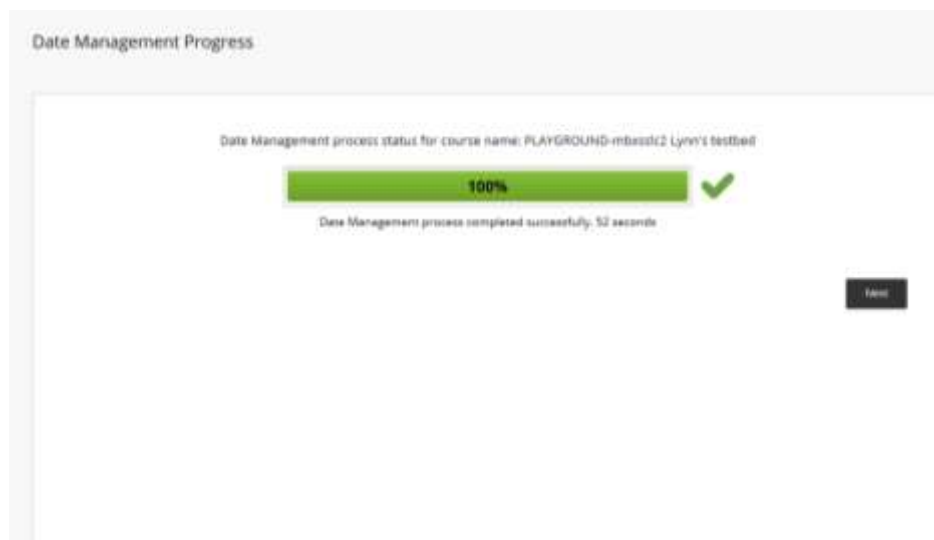 Date Management Progress
Date Management process status for course name: PLAYGROUND- Lynn's testbed
100%
Date Management process completed successfully. 52 seconds
Next